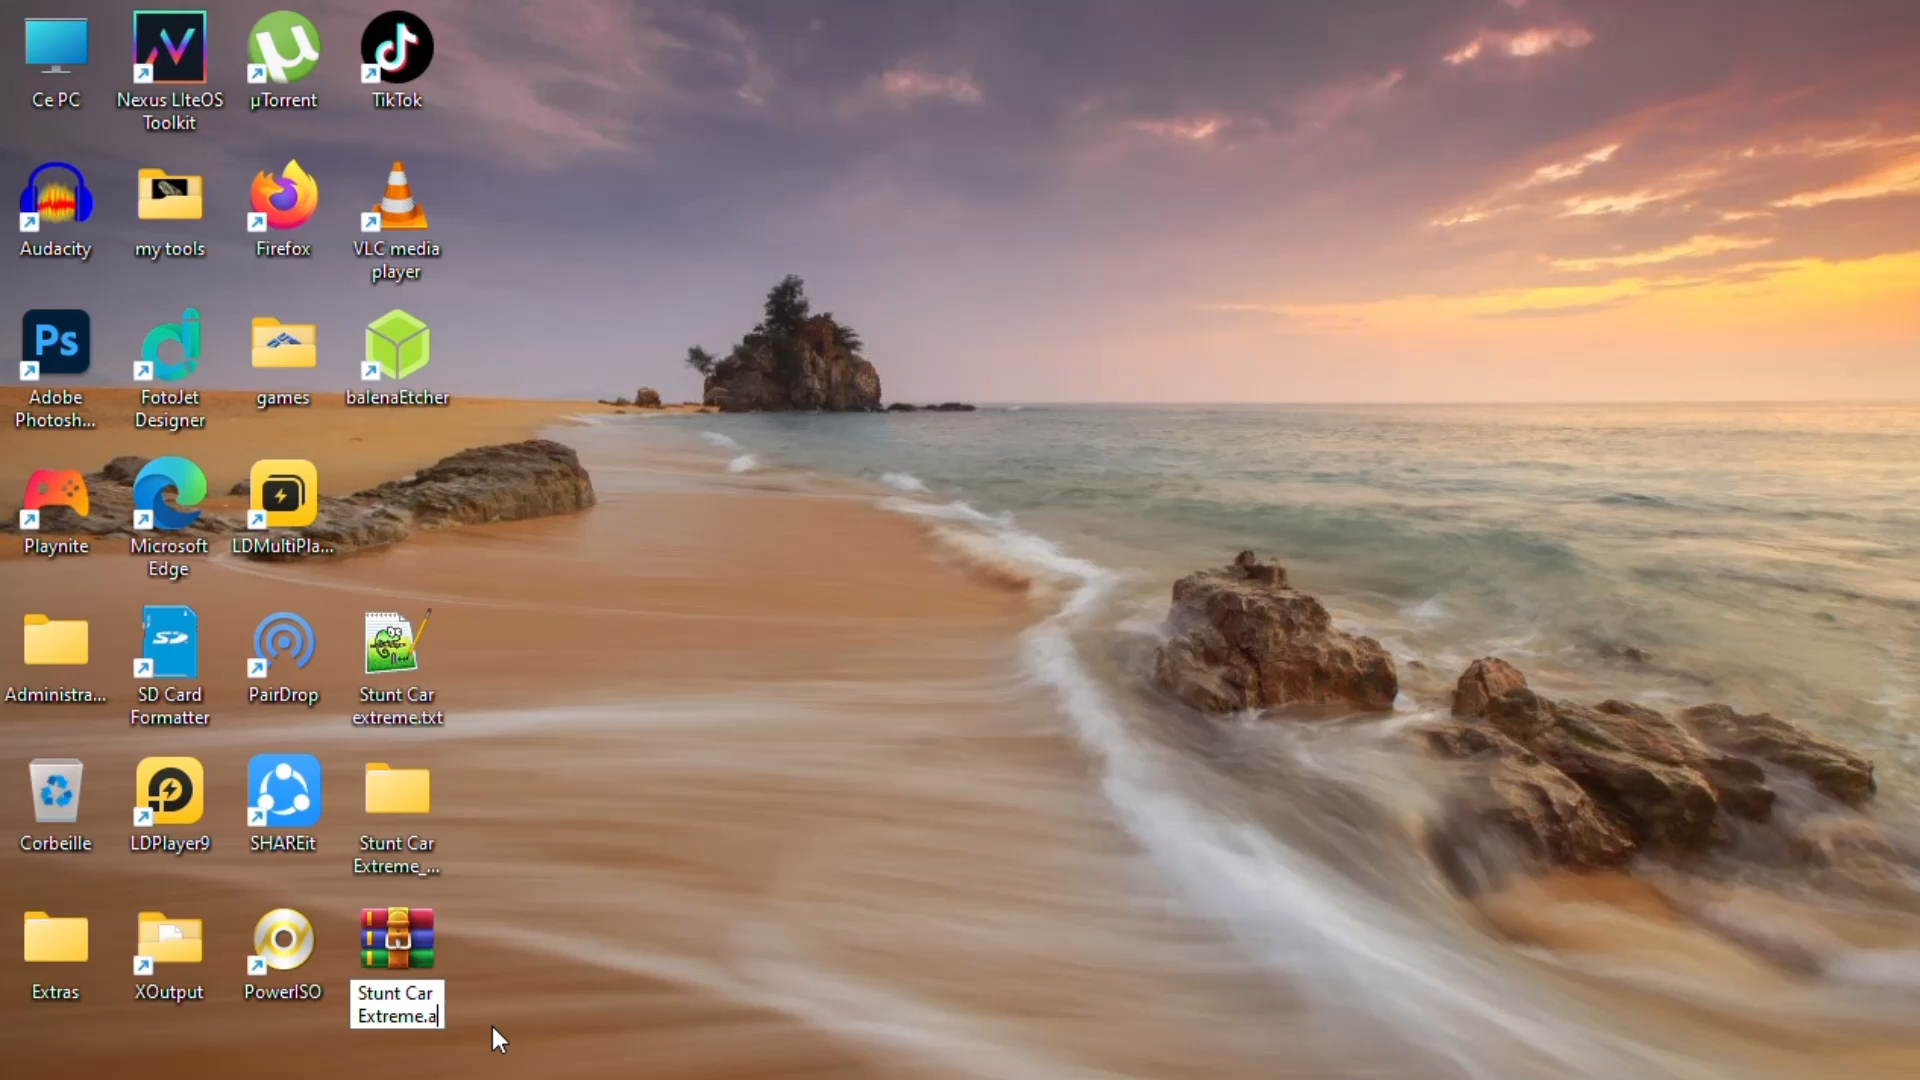 Ce PC
Nexus LIteOS
Toolkit
µTorrent
TikTok
Audacity
my tools
Firefox
VLC media
player
Ps
Adobe
Photosh...
FotoJet
Designer
games
balenaEtcher
Playnite
Microsoft
Edge
LDMultiPla...
Administra...
SD
SD Card
Formatter
PairDrop
Stunt Car
extreme.txt
Corbeille
LDPlayer9
SHAREit
Stunt Car
Extreme_...
Extras
XOutput
PowerISO
Stunt Car
Extreme.a